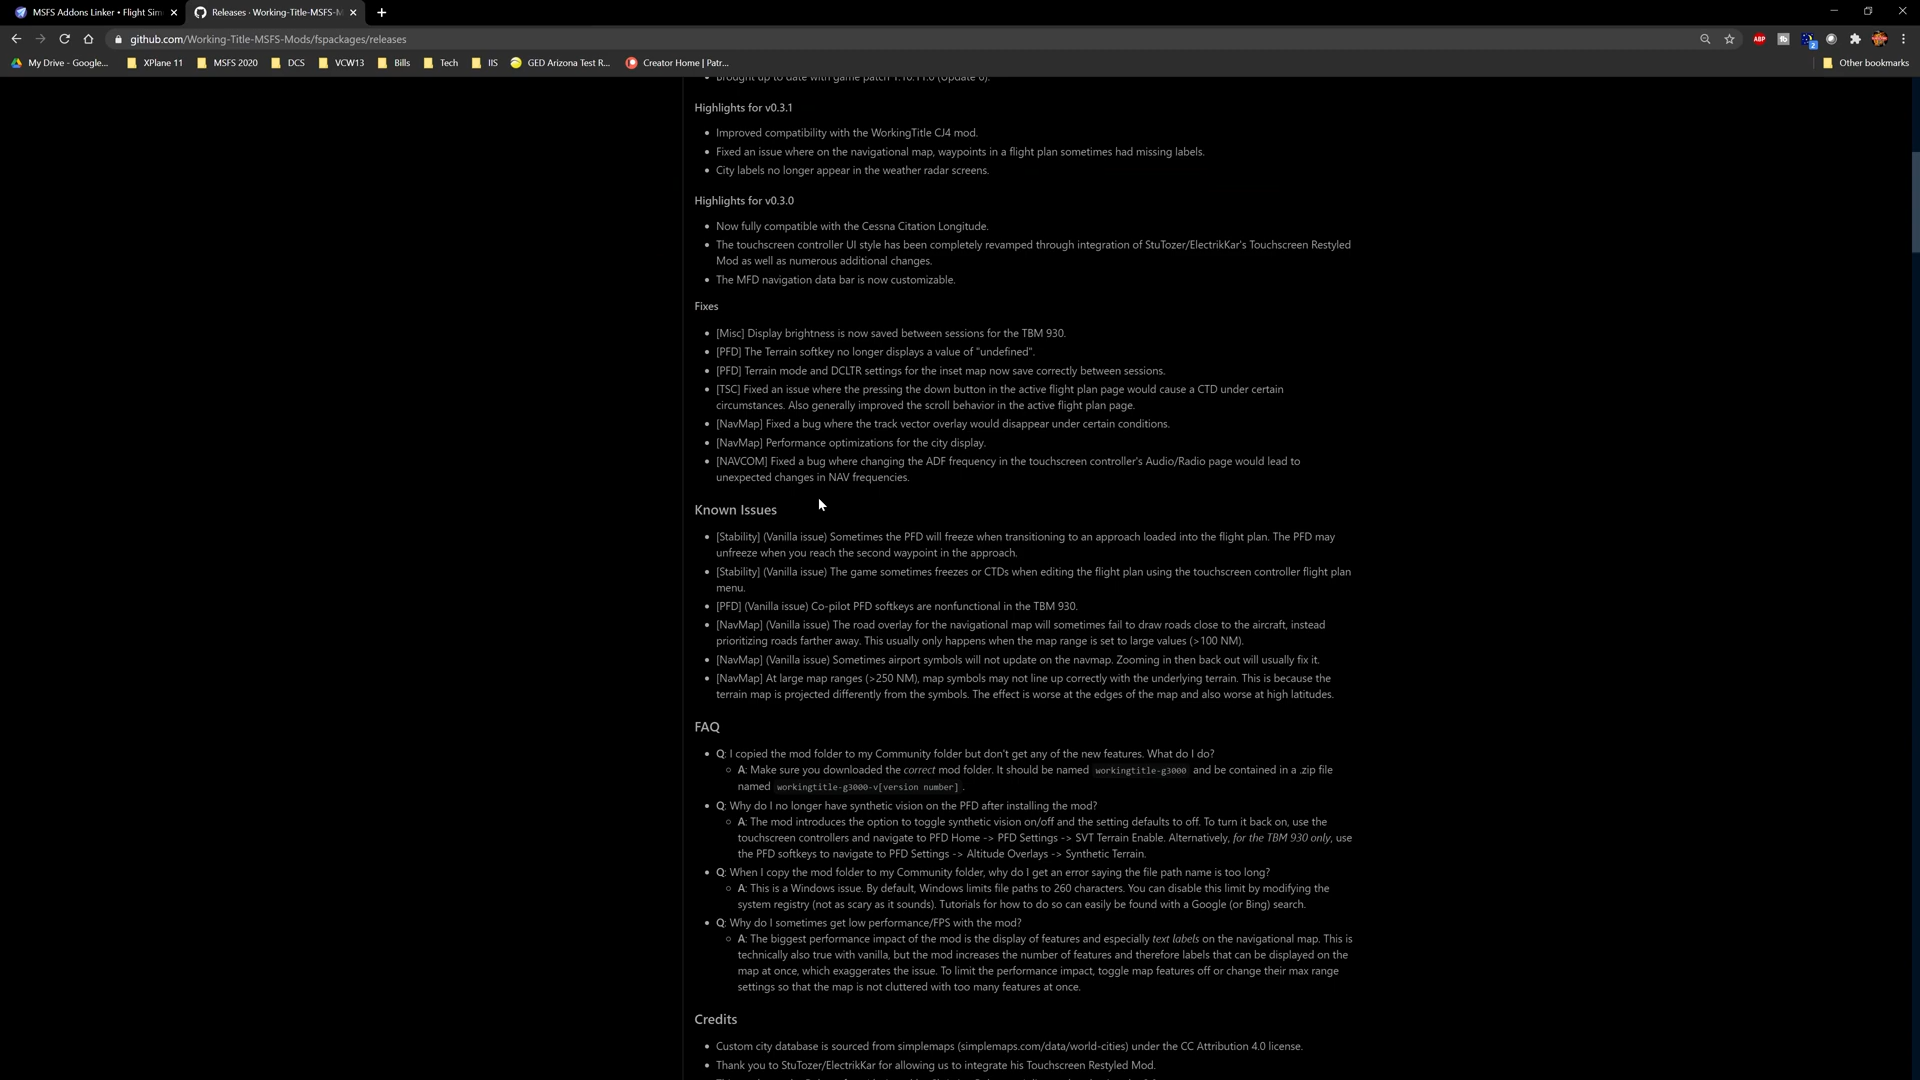 MSFS Addons Linker • Flight Sim
Releases · Working-Title-MSFS-M
github.com/Working-Title-MSFS-Mods/fspackages/releases
My Drive - Google...
XPlane 11
MSFS 2020
DCS
VCW13
Bills
Tech
IIS
GED Arizona Test R...
Creator Home | Patr...
Other bookmarks
Brought up to date with game patch 1.10.11.0 (Update 6).
Highlights for v0.3.1
• Improved compatibility with the WorkingTitle CJ4 mod.
• Fixed an issue where on the navigational map, waypoints in a flight plan sometimes had missing labels.
• City labels no longer appear in the weather radar screens.
Highlights for v0.3.0
• Now fully compatible with the Cessna Citation Longitude.
• The touchscreen controller UI style has been completely revamped through integration of StuTozer/ElectrikKar's Touchscreen Restyled
Mod as well as numerous additional changes.
• The MFD navigation data bar is now customizable.
Fixes
• [Misc] Display brightness is now saved between sessions for the TBM 930.
• [PFD] The Terrain softkey no longer displays a value of "undefined".
• [PFD] Terrain mode and DCLTR settings for the inset map now save correctly between sessions.
• [TSC] Fixed an issue where the pressing the down button in the active flight plan page would cause a CTD under certain
circumstances. Also generally improved the scroll behavior in the active flight plan page.
• [NavMap] Fixed a bug where the track vector overlay would disappear under certain conditions.
• [NavMap] Performance optimizations for the city display.
• [NAVCOM] Fixed a bug where changing the ADF frequency in the touchscreen controller's Audio/Radio page would lead to
unexpected changes in NAV frequencies.
Known Issues
• [Stability] (Vanilla issue) Sometimes the PFD will freeze when transitioning to an approach loaded into the flight plan. The PFD may
unfreeze when you reach the second waypoint in the approach.
• [Stability] (Vanilla issue) The game sometimes freezes or CTDs when editing the flight plan using the touchscreen controller flight plan
menu.
• [PFD] (Vanilla issue) Co-pilot PFD softkeys are nonfunctional in the TBM 930.
• [NavMap] (Vanilla issue) The road overlay for the navigational map will sometimes fail to draw roads close to the aircraft, instead
prioritizing roads farther away. This usually only happens when the map range is set to large values (>100 NM).
• [NavMap] (Vanilla issue) Sometimes airport symbols will not update on the navmap. Zooming in then back out will usually fix it.
• [NavMap] At large map ranges (>250 NM), map symbols may not line up correctly with the underlying terrain. This is because the
terrain map is projected differently from the symbols. The effect is worse at the edges of the map and also worse at high latitudes.
FAQ
• Q: I copied the mod folder to my Community folder but don't get any of the new features. What do I do?
○ A: Make sure you downloaded the correct mod folder. It should be named workingtitle-g3000 and be contained in a .zip file
named workingtitle-g3000-v[version number] .
• Q: Why do I no longer have synthetic vision on the PFD after installing the mod?
○ A: The mod introduces the option to toggle synthetic vision on/off and the setting defaults to off. To turn it back on, use the
touchscreen controllers and navigate to PFD Home -> PFD Settings -> SVT Terrain Enable. Alternatively, for the TBM 930 only, use
the PFD softkeys to navigate to PFD Settings -> Altitude Overlays -> Synthetic Terrain.
• Q: When I copy the mod folder to my Community folder, why do I get an error saying the file path name is too long?
○ A: This is a Windows issue. By default, Windows limits file paths to 260 characters. You can disable this limit by modifying the
system registry (not as scary as it sounds). Tutorials for how to do so can easily be found with a Google (or Bing) search.
• Q: Why do I sometimes get low performance/FPS with the mod?
○ A: The biggest performance impact of the mod is the display of features and especially text labels on the navigational map. This is
technically also true with vanilla, but the mod increases the number of features and therefore labels that can be displayed on the
map at once, which exaggerates the issue. To limit the performance impact, toggle map features off or change their max range
settings so that the map is not cluttered with too many features at once.
Credits
• Custom city database is sourced from simplemaps (simplemaps.com/data/world-cities) under the CC Attribution 4.0 license.
• Thank you to StuTozer/ElectrikKar for allowing us to integrate his Touchscreen Restyled Mod.